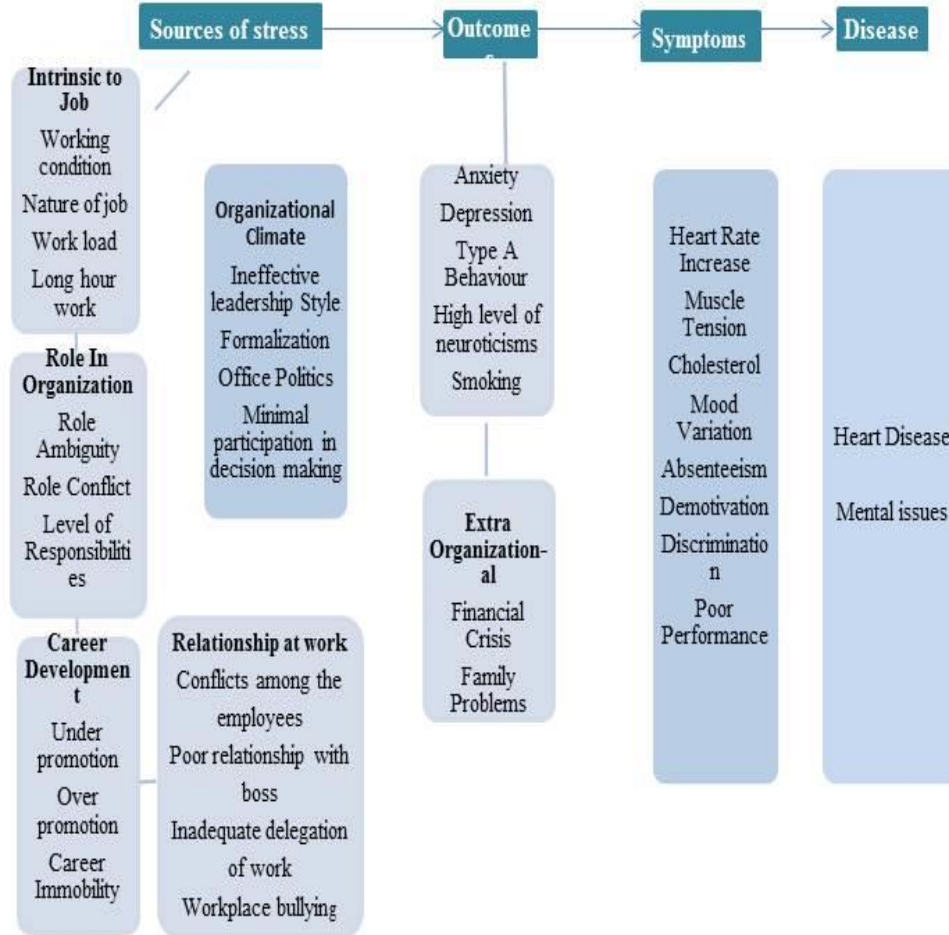 Sources of stress
Outcome
Symptoms
Disease
Intrinsic to
Job
Working
condition
Nature of job
Work load
Long hour
work
Role In
Organization
Role
Ambiguity
Role Conflict
Level of
Responsibiliti
es
Career
Developmen
t
Under
promotion
Over
promotion
Career
Immobility
Organizational
Climate
Ineffective
leadership Style
Formalization
Office Politics
Minimal
participation in
decision making
Relationship at work
Conflicts among the
employees
Poor relationship with
boss
Inadequate delegation
of work
Workplace bullying
Anxiety
Depression
Type A
Behaviour
High level of
neuroticisms
Smoking
Extra
Organization-
al
Financial
Crisis
Family
Problems
Heart Rate
Increase
Muscle
Tension
Cholesterol
Mood
Variation
Absenteeism
Demotivation
Discriminatio
n
Poor
Performance
Heart Disease
Mental issues